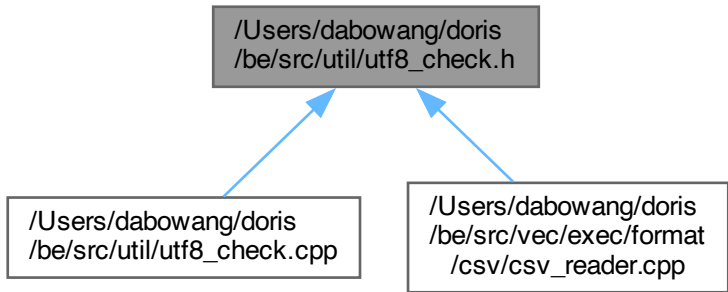 /Users/dabowang/doris
/be/src/util/utf8_check.h
/Users/dabowang/doris
/be/src/util/utf8_check.cpp
/Users/dabowang/doris
/be/src/vec/exec/format
/csv/csv_reader.cpp